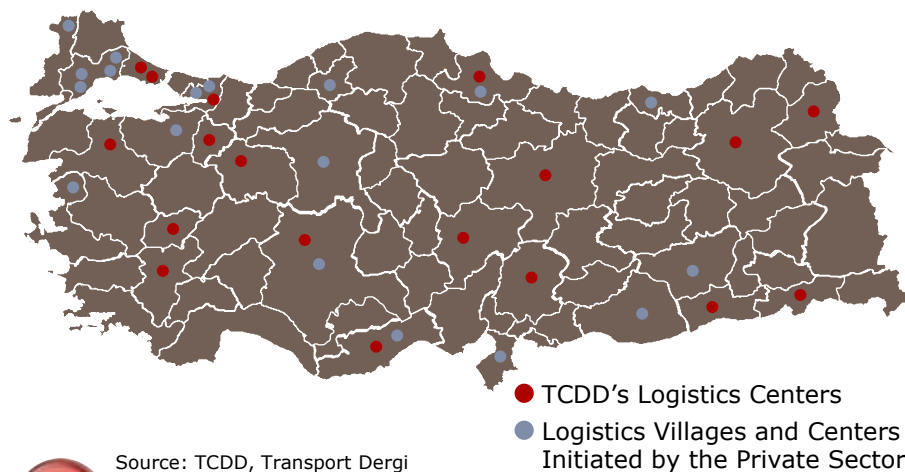 TCDD’s Logistics Centers
Logistics Villages and Centers
Initiated by the Private Sector
Source: TCDD, Transport Dergi